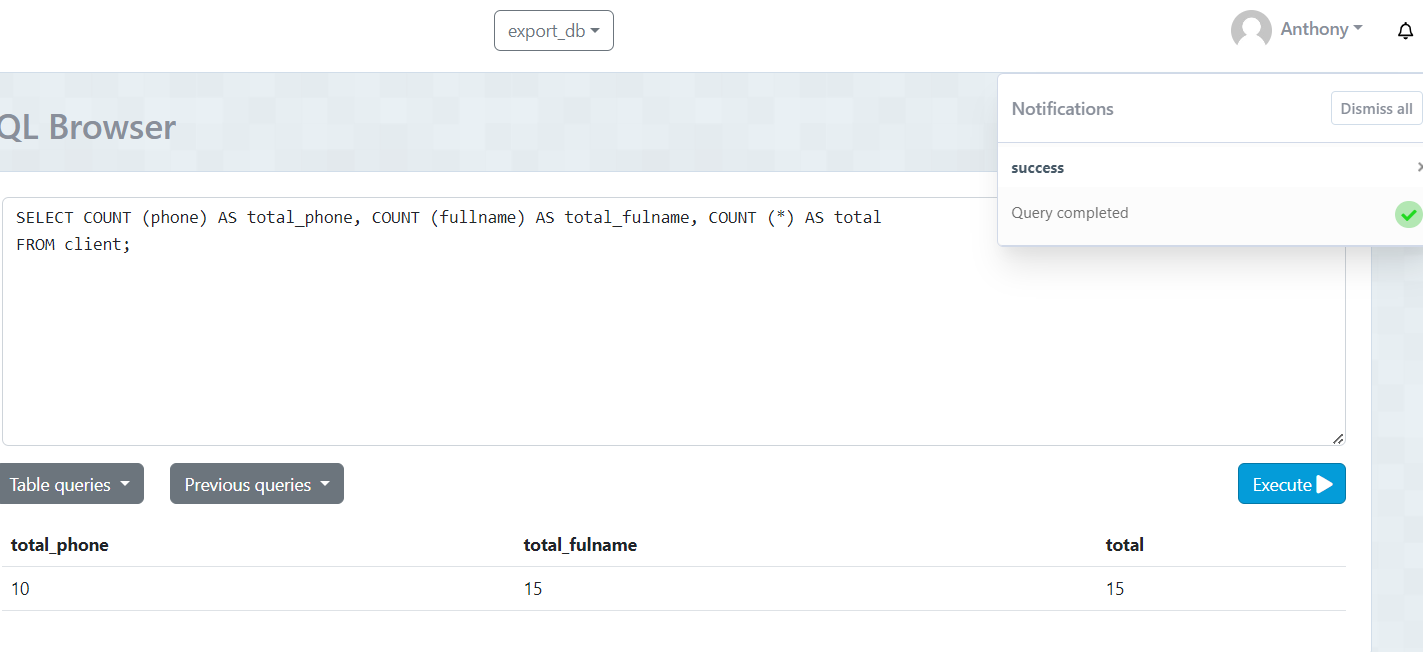 export_db
Anthony
QL Browser
Notifications
Dismiss all
success
Query completed
SELECT COUNT (phone) AS total_phone, COUNT (fullname) AS total_fulname, COUNT (*) AS total
FROM client;
Table queries
Previous queries
Execute
total_phone total_fulname total
10 15 15